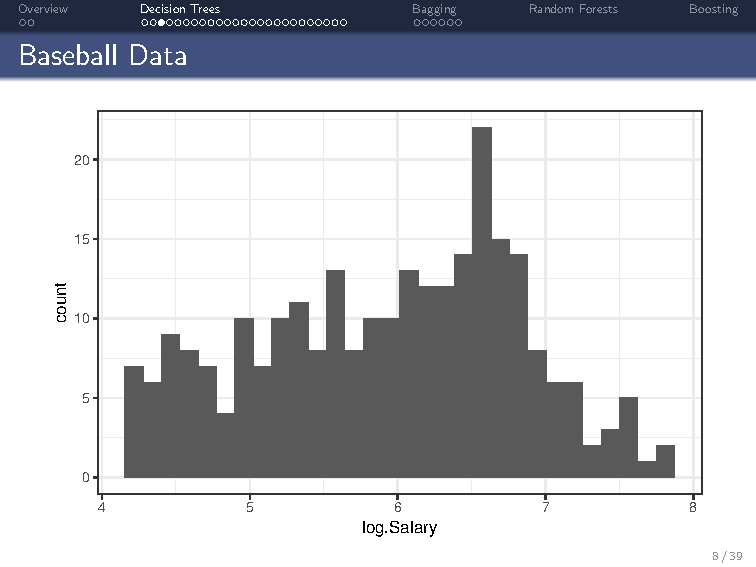 Overview Decision Trees Bagging Random Forests Boosting
Baseball Data
20
15
10
5
0
count
4 5 6 7 8
log.Salary
8 / 39